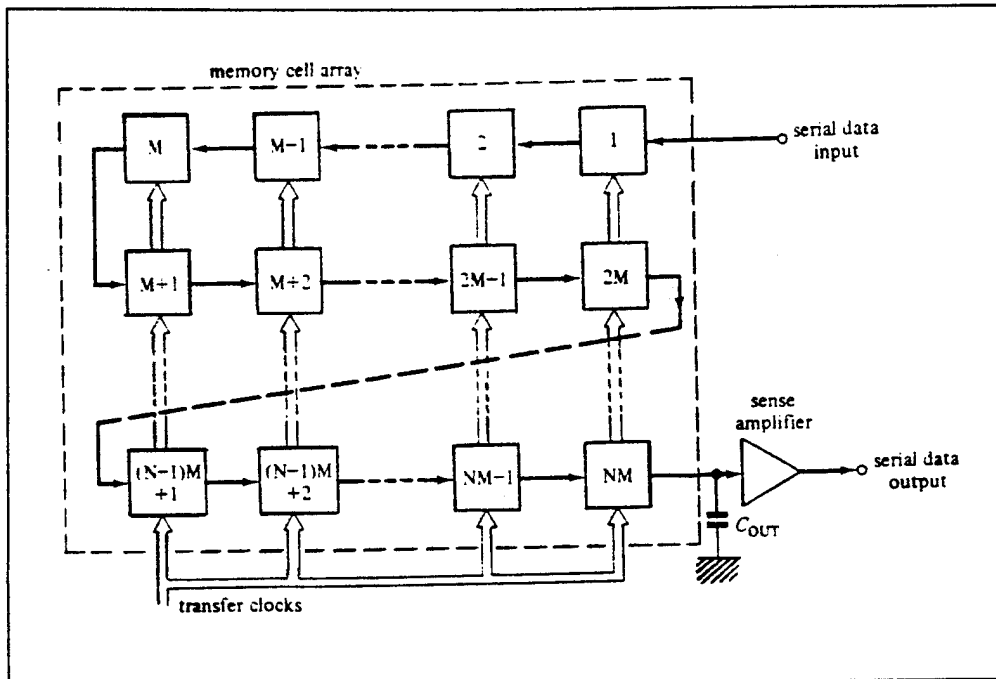 memory cell array
M
M-1
2
1
serial data
input
M+1
M+2
2M-1
2M
sense
amplifier
(N-1)M
+1
(N-1)M
+2
NM-1
NM
serial data
output
COUT
transfer clocks